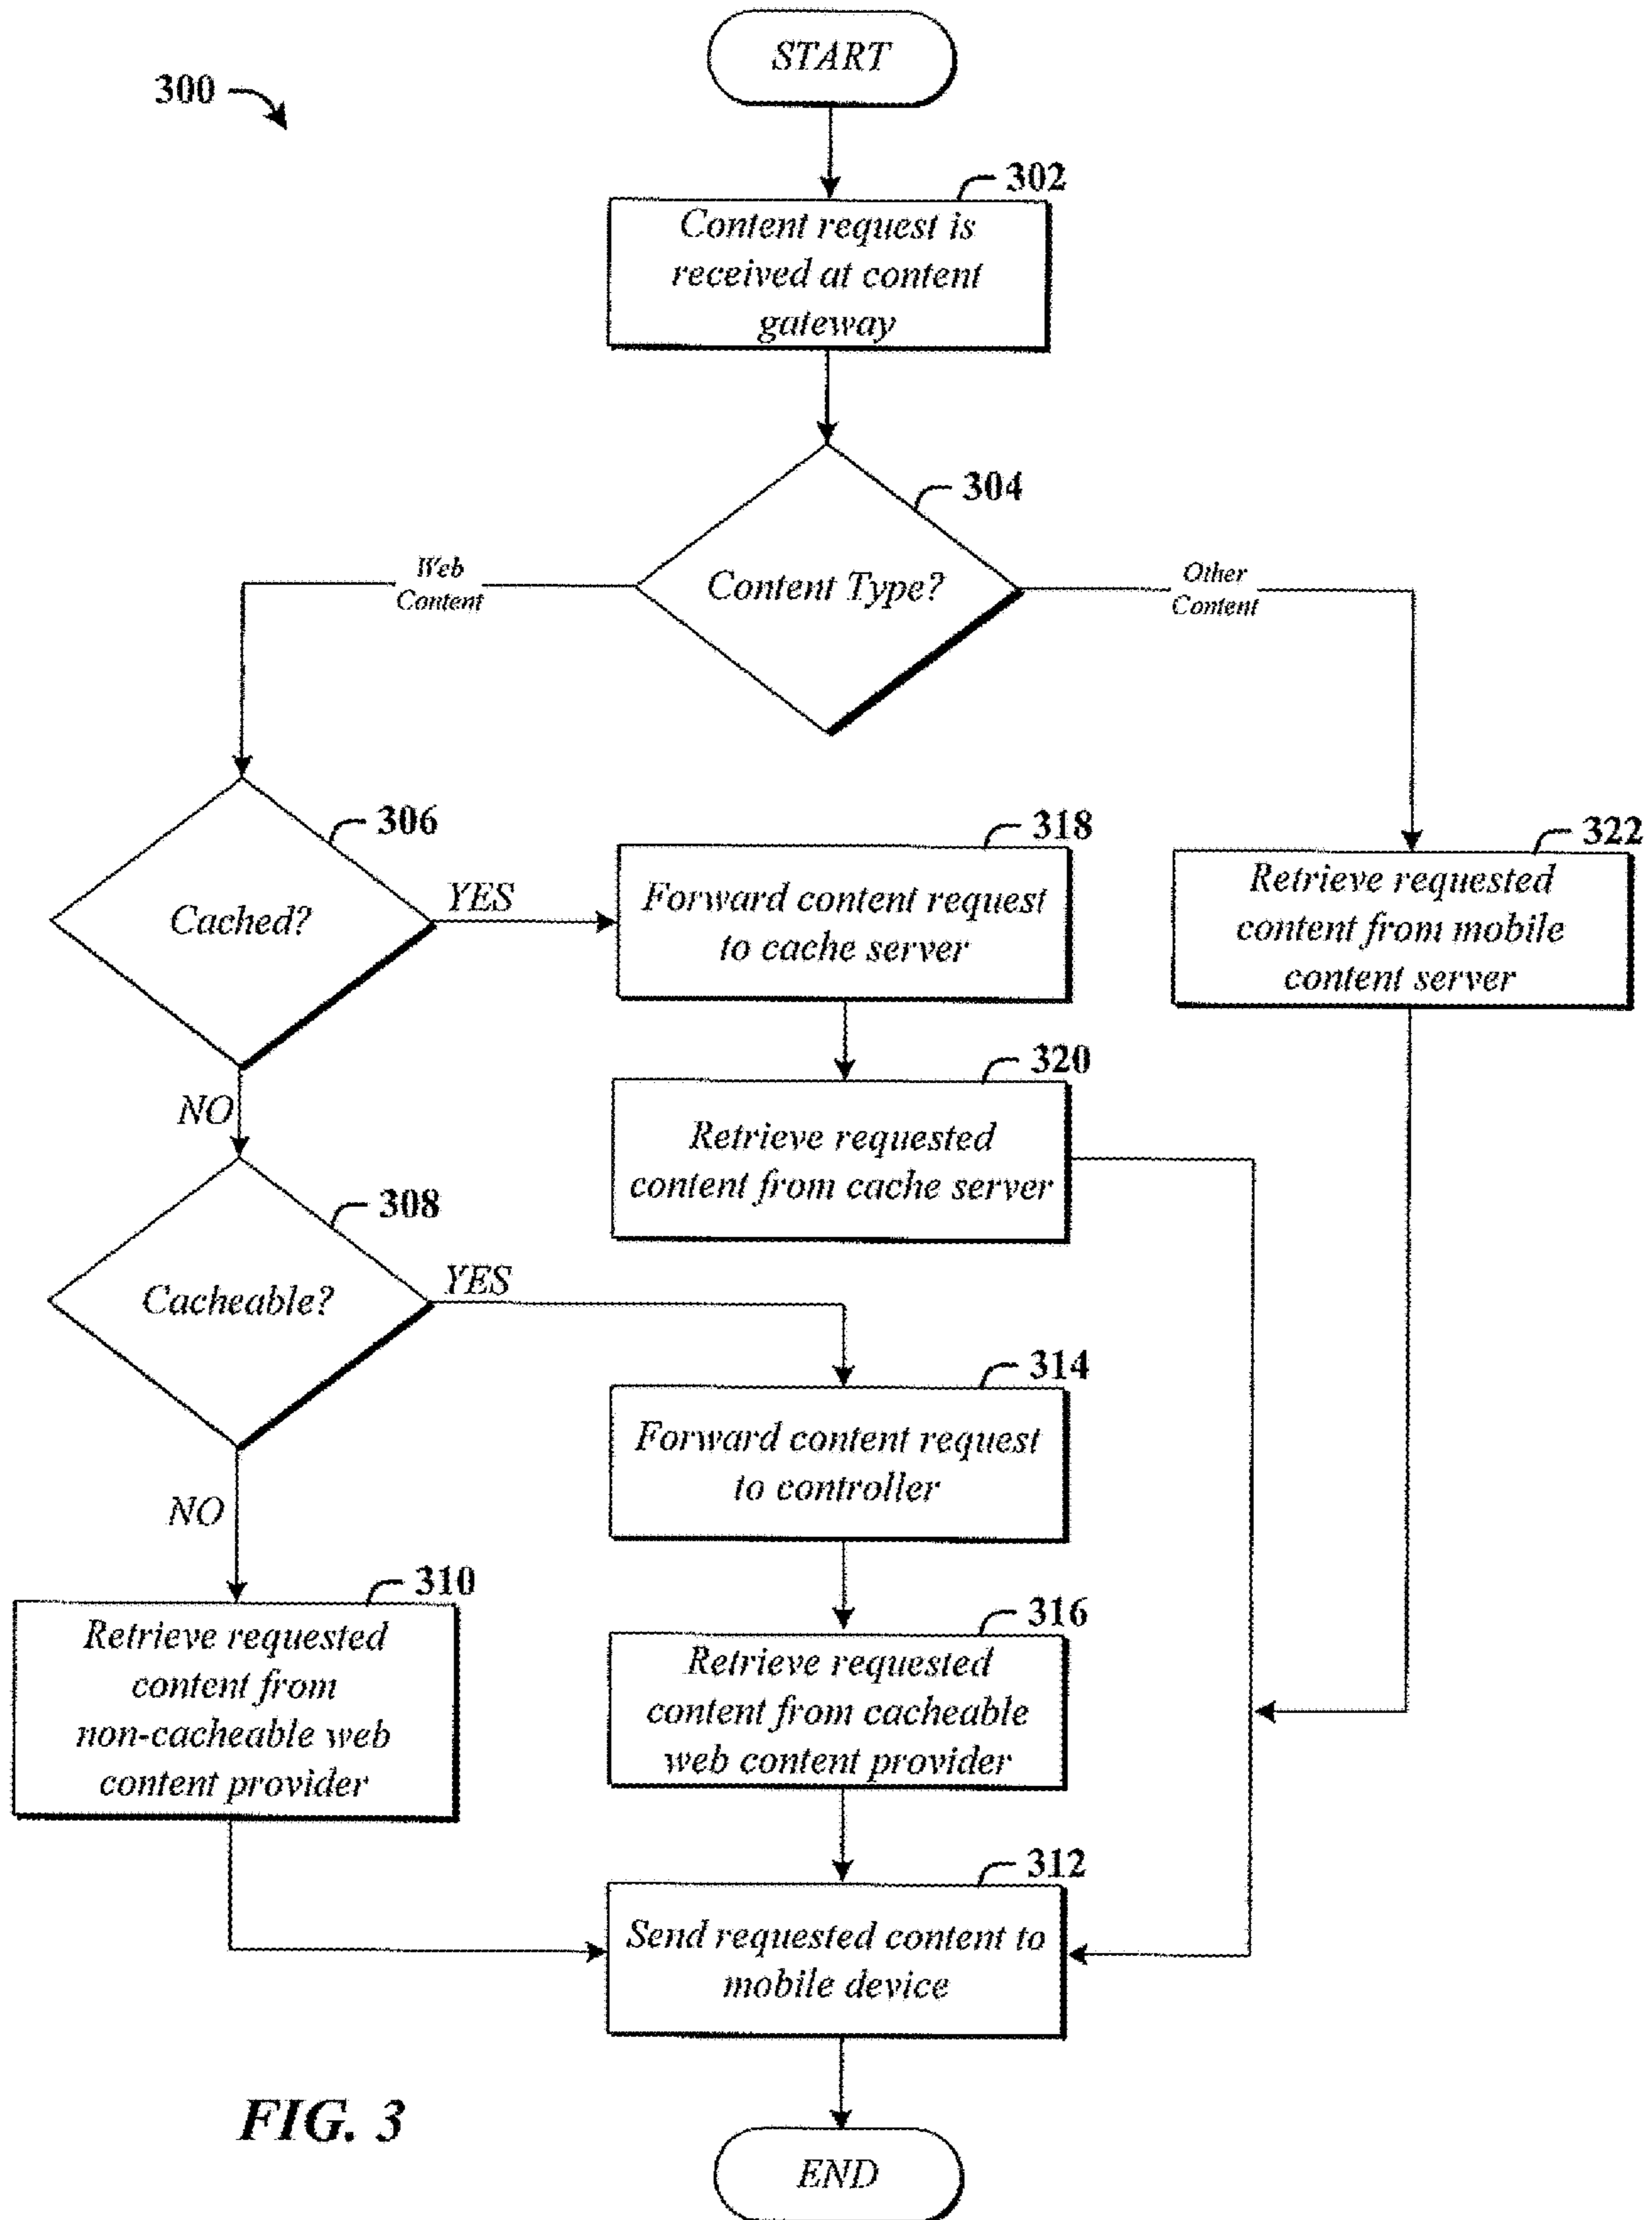 START
300
302
Content request is
received at content
gateway
304
Content Type?
Web
Content
Other
Content
306
Cached?
YES
318
Forward content request
to cache server
322
Retrieve requested
content from mobile
content server
NO
320
Retrieve requested
content from cache server
308
Cacheable?
YES
314
Forward content request
to controller
NO
310
Retrieve requested
content from
non-cacheable web
content provider
316
Retrieve requested
content from cacheable
web content provider
312
Send requested content to
mobile device
FIG. 3
END